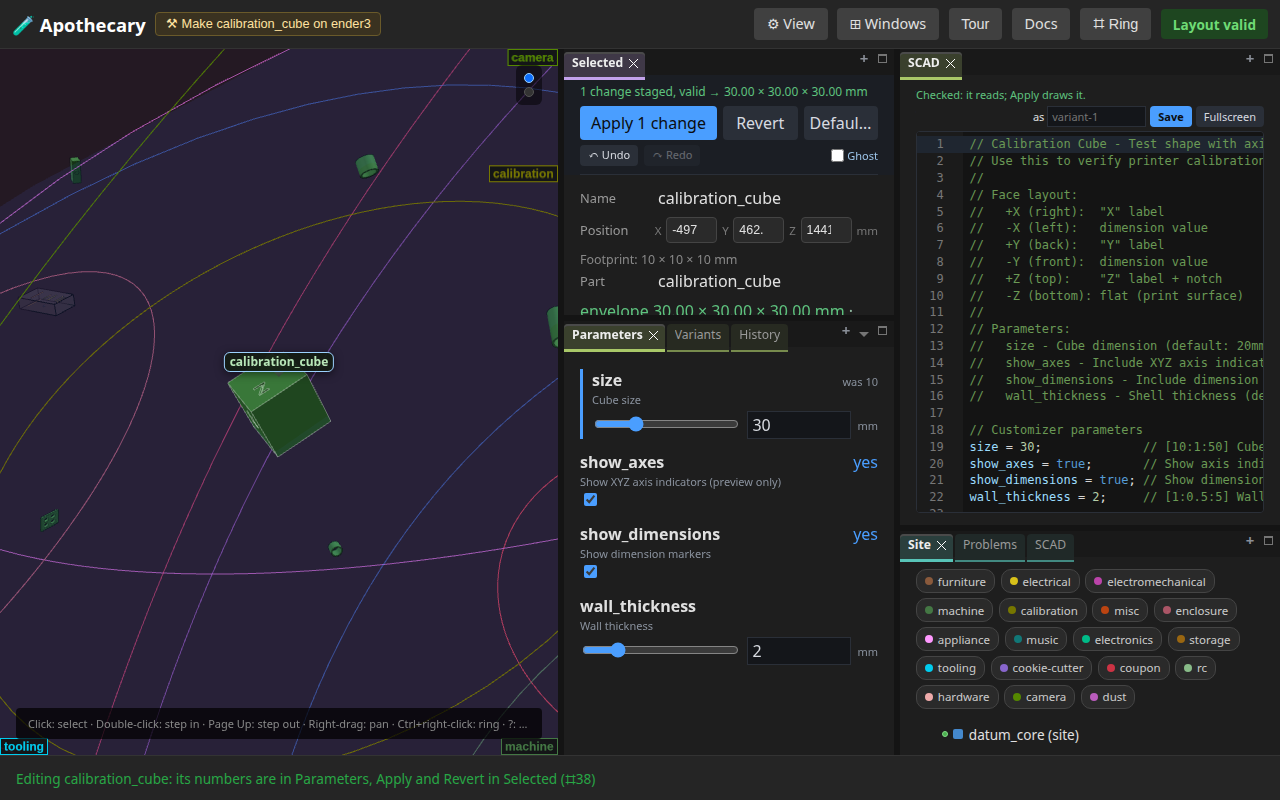 Apothecary
⚒ Make calibration_cube on ender3
⚙ View
⊞ Windows
Tour
Docs
⌗ Ring
Layout valid
camera
calibration
calibration_cube
Z
Click: select · Double-click: step in · Page Up: step out · Right-drag: pan · Ctrl+right-click: ring · ?: ...
tooling
machine
Selected
1 change staged, valid → 30.00 × 30.00 × 30.00 mm
Apply 1 change
Revert
Defaul...
↶ Undo
↷ Redo
Ghost
Name calibration_cube
Position X -497 Y 462. Z 1441 mm
Footprint: 10 × 10 × 10 mm
Part calibration_cube
envelope 30.00 × 30.00 × 30.00 mm ·
Parameters
Variants
History
size was 10
Cube size
30 mm
show_axes yes
Show XYZ axis indicators (preview only)
show_dimensions yes
Show dimension markers
wall_thickness
Wall thickness
2 mm
SCAD
Checked: it reads; Apply draws it.
as variant-1 Save Fullscreen
1 // Calibration Cube - Test shape with axi
2 // Use this to verify printer calibration
3 //
4 // Face layout:
5 //   +X (right):  "X" label
6 //   -X (left):   dimension value
7 //   +Y (back):   "Y" label
8 //   -Y (front):  dimension value
9 //   +Z (top):    "Z" label + notch
10 //   -Z (bottom): flat (print surface)
11 //
12 // Parameters:
13 //   size - Cube dimension (default: 20mm
14 //   show_axes - Include XYZ axis indicat
15 //   show_dimensions - Include dimension
16 //   wall_thickness - Shell thickness (de
17
18 // Customizer parameters
19 size = 30;              // [10:1:50] Cube
20 show_axes = true;       // Show axis indi
21 show_dimensions = true; // Show dimension
22 wall_thickness = 2;     // [1:0.5:5] Wall
Site
Problems
SCAD
furniture
electrical
electromechanical
machine
calibration
misc
enclosure
appliance
music
electronics
storage
tooling
cookie-cutter
coupon
rc
hardware
camera
dust
datum_core (site)
Editing calibration_cube: its numbers are in Parameters, Apply and Revert in Selected (⌗38)